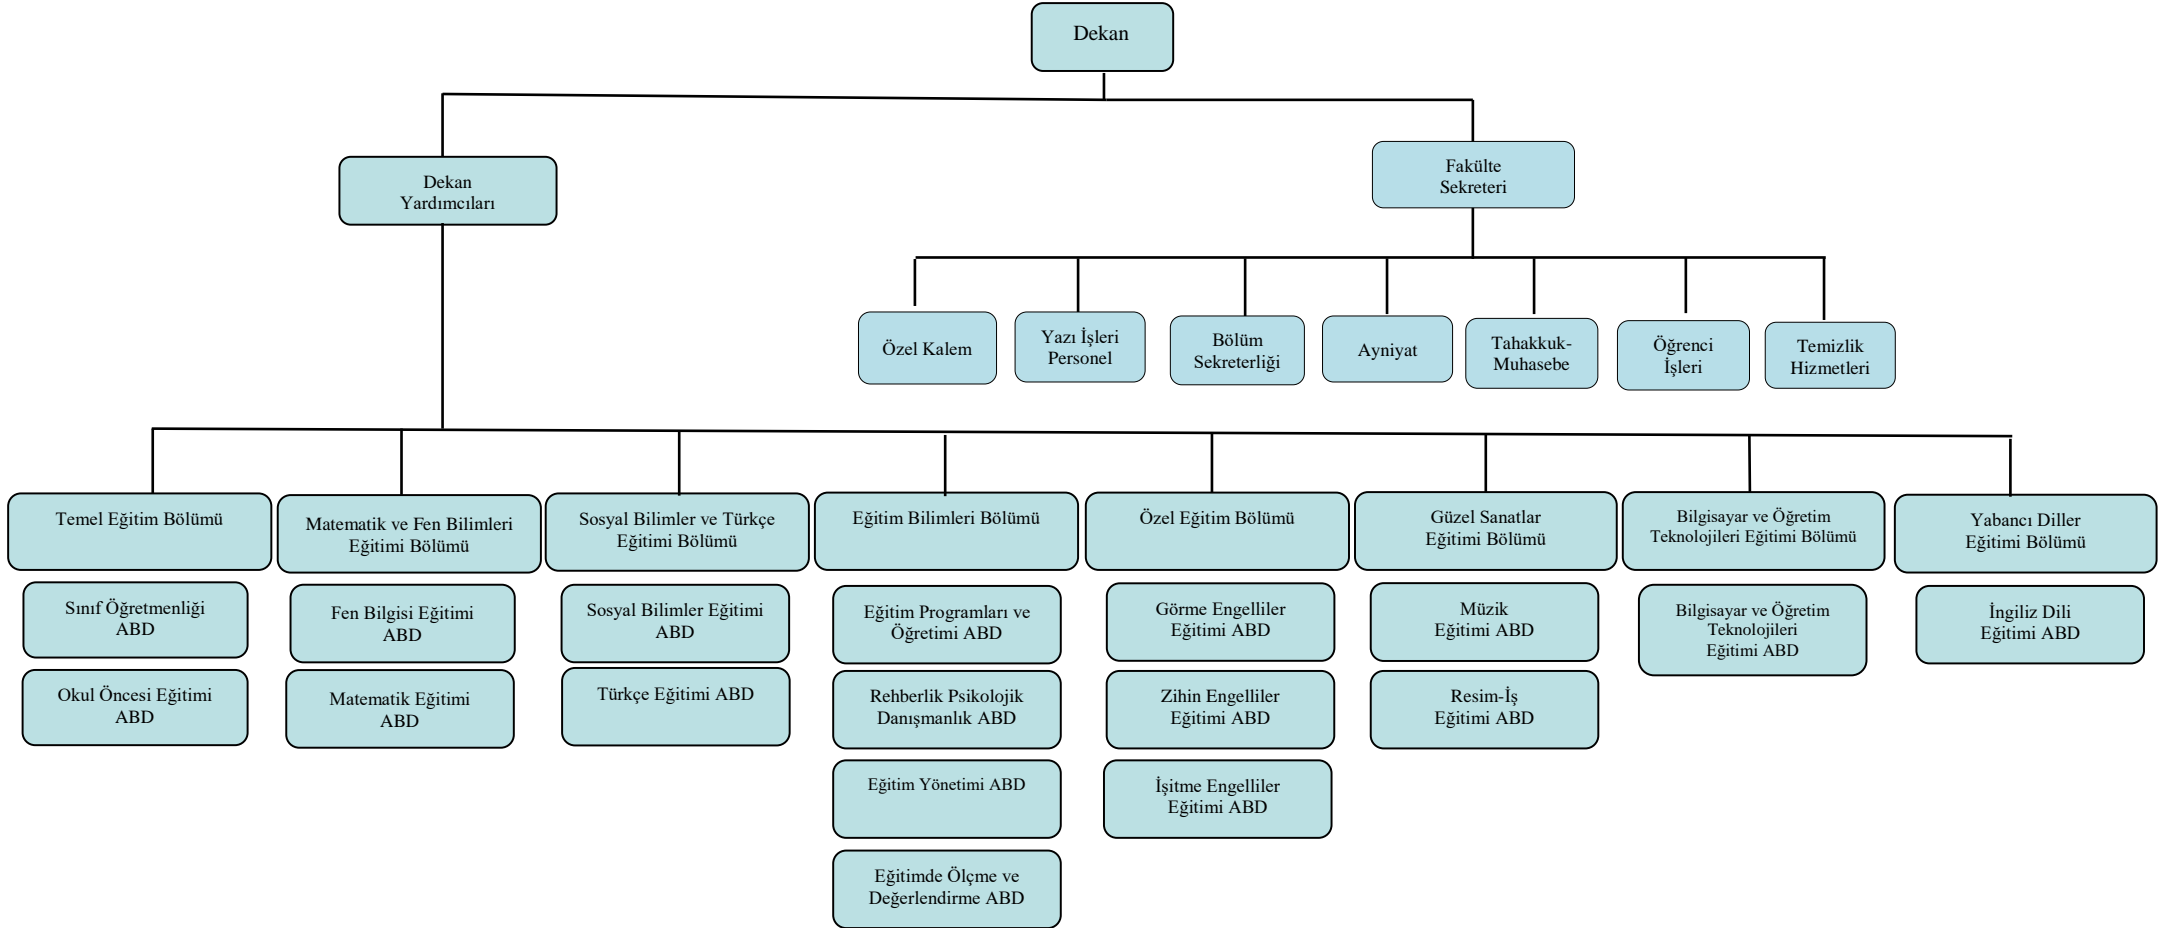 Dekan
Dekan
Yardımcıları
Fakülte
Sekreteri
Özel Kalem
Yazı İşleri
Personel
Bölüm
Sekreterliği
Ayniyat
Tahakkuk-
Muhasebe
Öğrenci
İşleri
Temizlik
Hizmetleri
Temel Eğitim Bölümü
Matematik ve Fen Bilimleri
Eğitimi Bölümü
Sosyal Bilimler ve Türkçe
Eğitimi Bölümü
Eğitim Bilimleri Bölümü
Özel Eğitim Bölümü
Güzel Sanatlar
Eğitimi Bölümü
Bilgisayar ve Öğretim
Teknolojileri Eğitimi Bölümü
Yabancı Diller
Eğitimi Bölümü
Sınıf Öğretmenliği
ABD
Fen Bilgisi Eğitimi
ABD
Sosyal Bilimler Eğitimi
ABD
Eğitim Programları ve
Öğretimi ABD
Görme Engelliler
Eğitimi ABD
Müzik
Eğitimi ABD
Bilgisayar ve Öğretim
Teknolojileri
Eğitimi ABD
İngiliz Dili
Eğitimi ABD
Okul Öncesi Eğitimi
ABD
Matematik Eğitimi
ABD
Türkçe Eğitimi ABD
Rehberlik Psikolojik
Danışmanlık ABD
Zihin Engelliler
Eğitimi ABD
Resim-İş
Eğitimi ABD
Eğitim Yönetimi ABD
İşitme Engelliler
Eğitimi ABD
Eğitimde Ölçme ve
Değerlendirme ABD